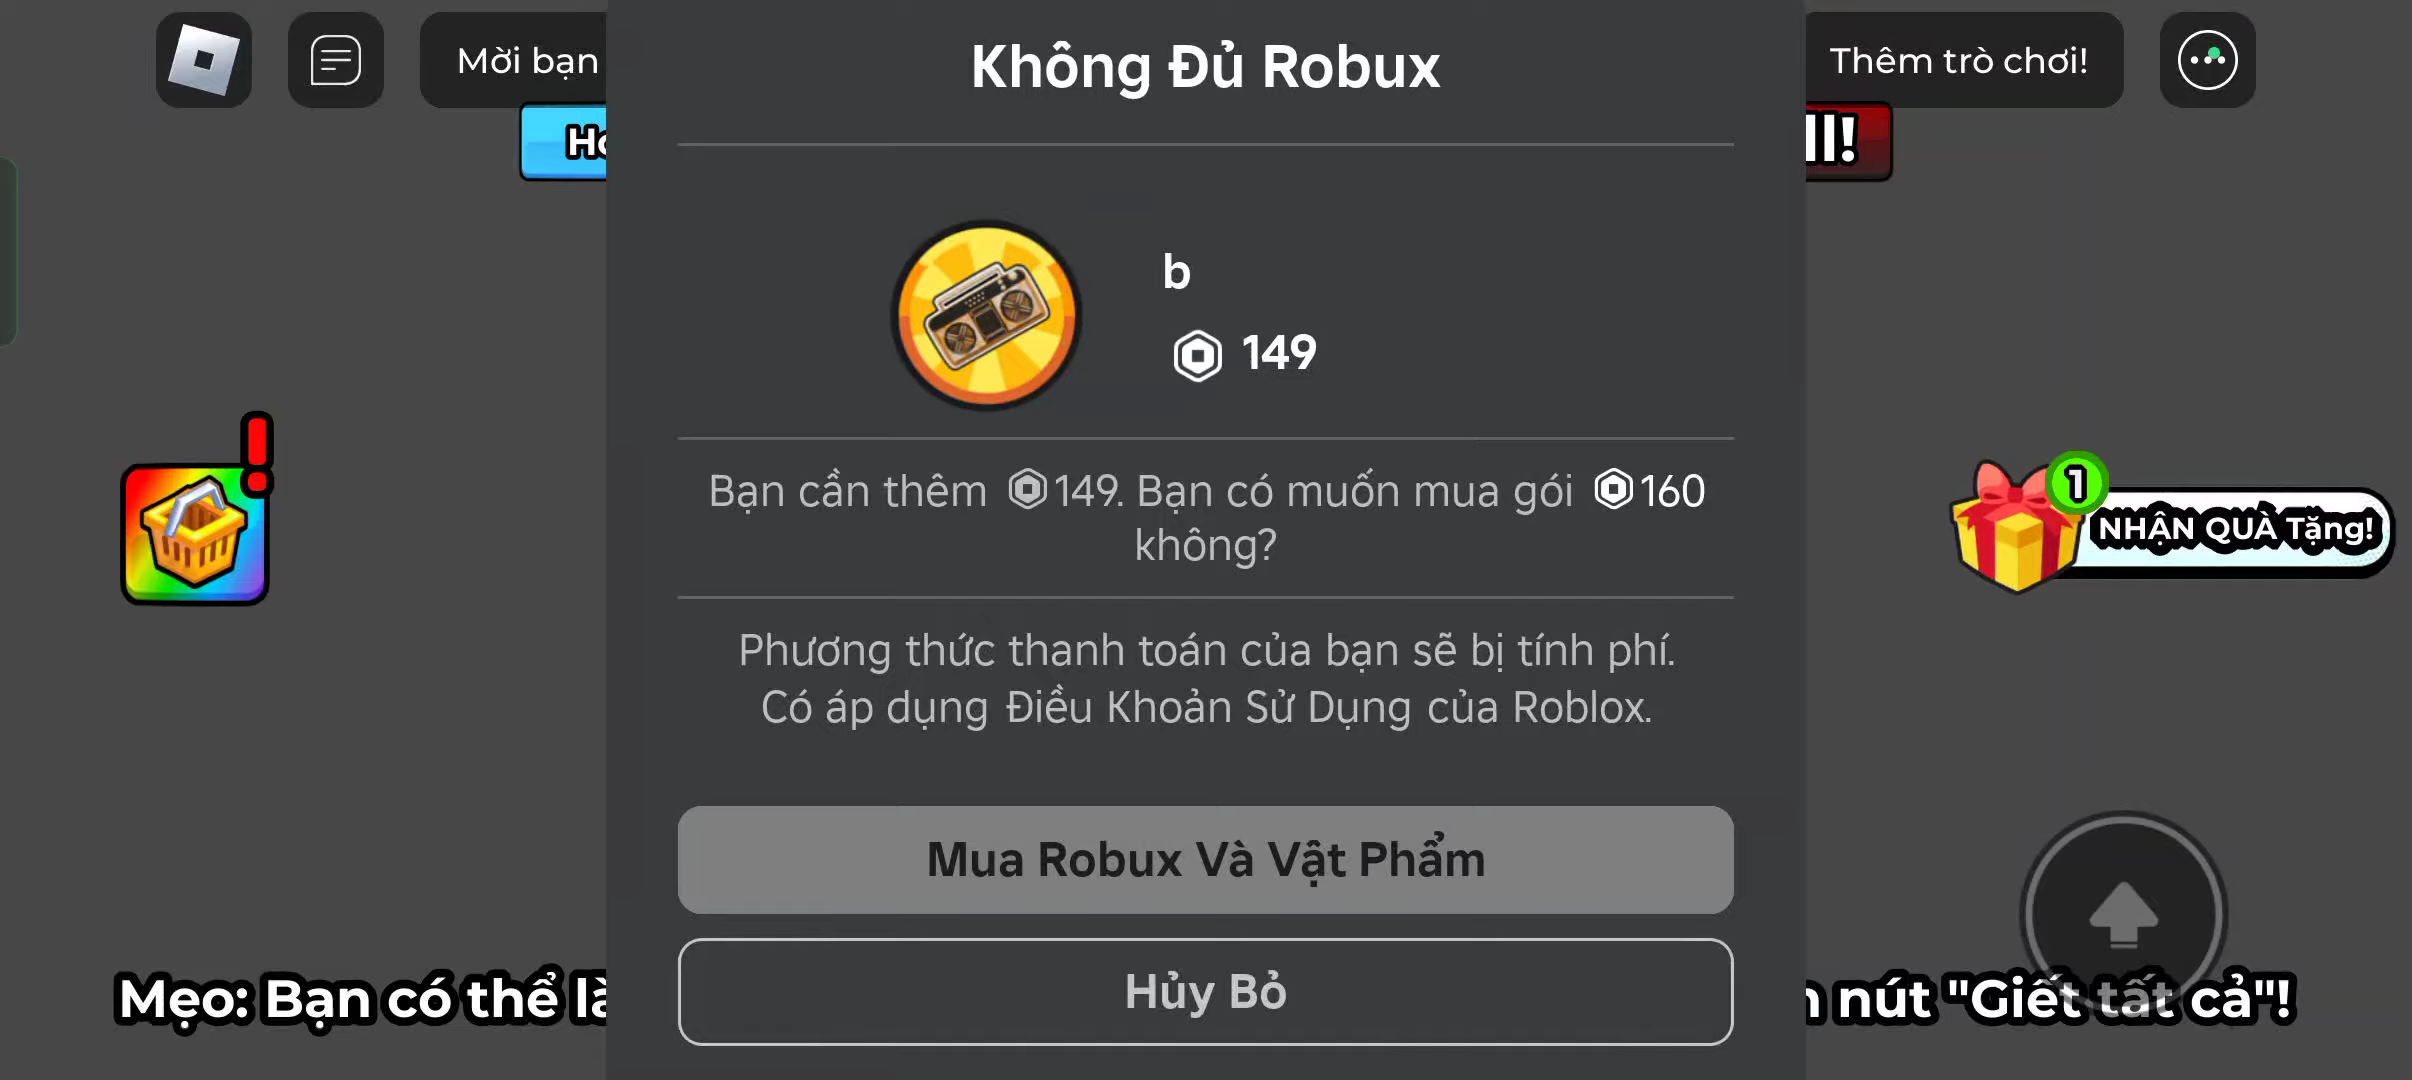 Mời bạn
Không Đủ Robux
Thêm trò chơi!
ll!
b
149
Bạn cần thêm 149. Bạn có muốn mua gói 160
không?
1
NHẬN QUÀ Tặng!
Phương thức thanh toán của bạn sẽ bị tính phí.
Có áp dụng Điều Khoản Sử Dụng của Roblox.
Mua Robux Và Vật Phẩm
Hủy Bỏ
Mẹo: Bạn có thể
nút "Giết tất cả"!